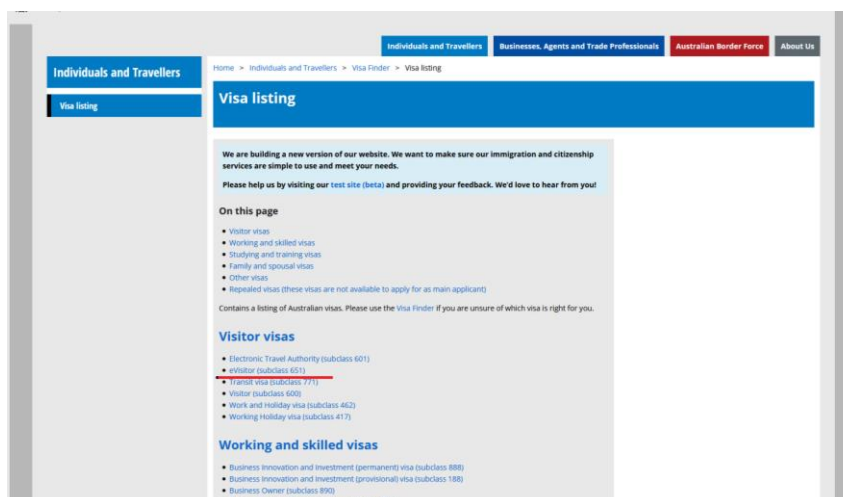 Individuals and Travellers
Businesses, Agents and Trade Professionals
Australian Border Force
About Us
Individuals and Travellers
Visa listing
Home > Individuals and Travellers > Visa Finder > Visa listing
Visa listing
We are building a new version of our website. We want to make sure our immigration and citizenship
services are simple to use and meet your needs.
Please help us by visiting our test site (beta) and providing your feedback. We'd love to hear from you!
On this page
• Visitor visas
• Working and skilled visas
• Studying and training visas
• Family and spousal visas
• Other visas
• Repealed visas (these visas are not available to apply for as main applicant)
Contains a listing of Australian visas. Please use the Visa Finder if you are unsure of which visa is right for you.
Visitor visas
• Electronic Travel Authority (subclass 601)
• eVisitor (subclass 651)
• Transit visa (subclass 771)
• Visitor (subclass 600)
• Work and Holiday visa (subclass 462)
• Working Holiday visa (subclass 417)
Working and skilled visas
• Business Innovation and Investment (permanent) visa (subclass 888)
• Business Innovation and Investment (provisional) visa (subclass 188)
• Business Owner (subclass 890)